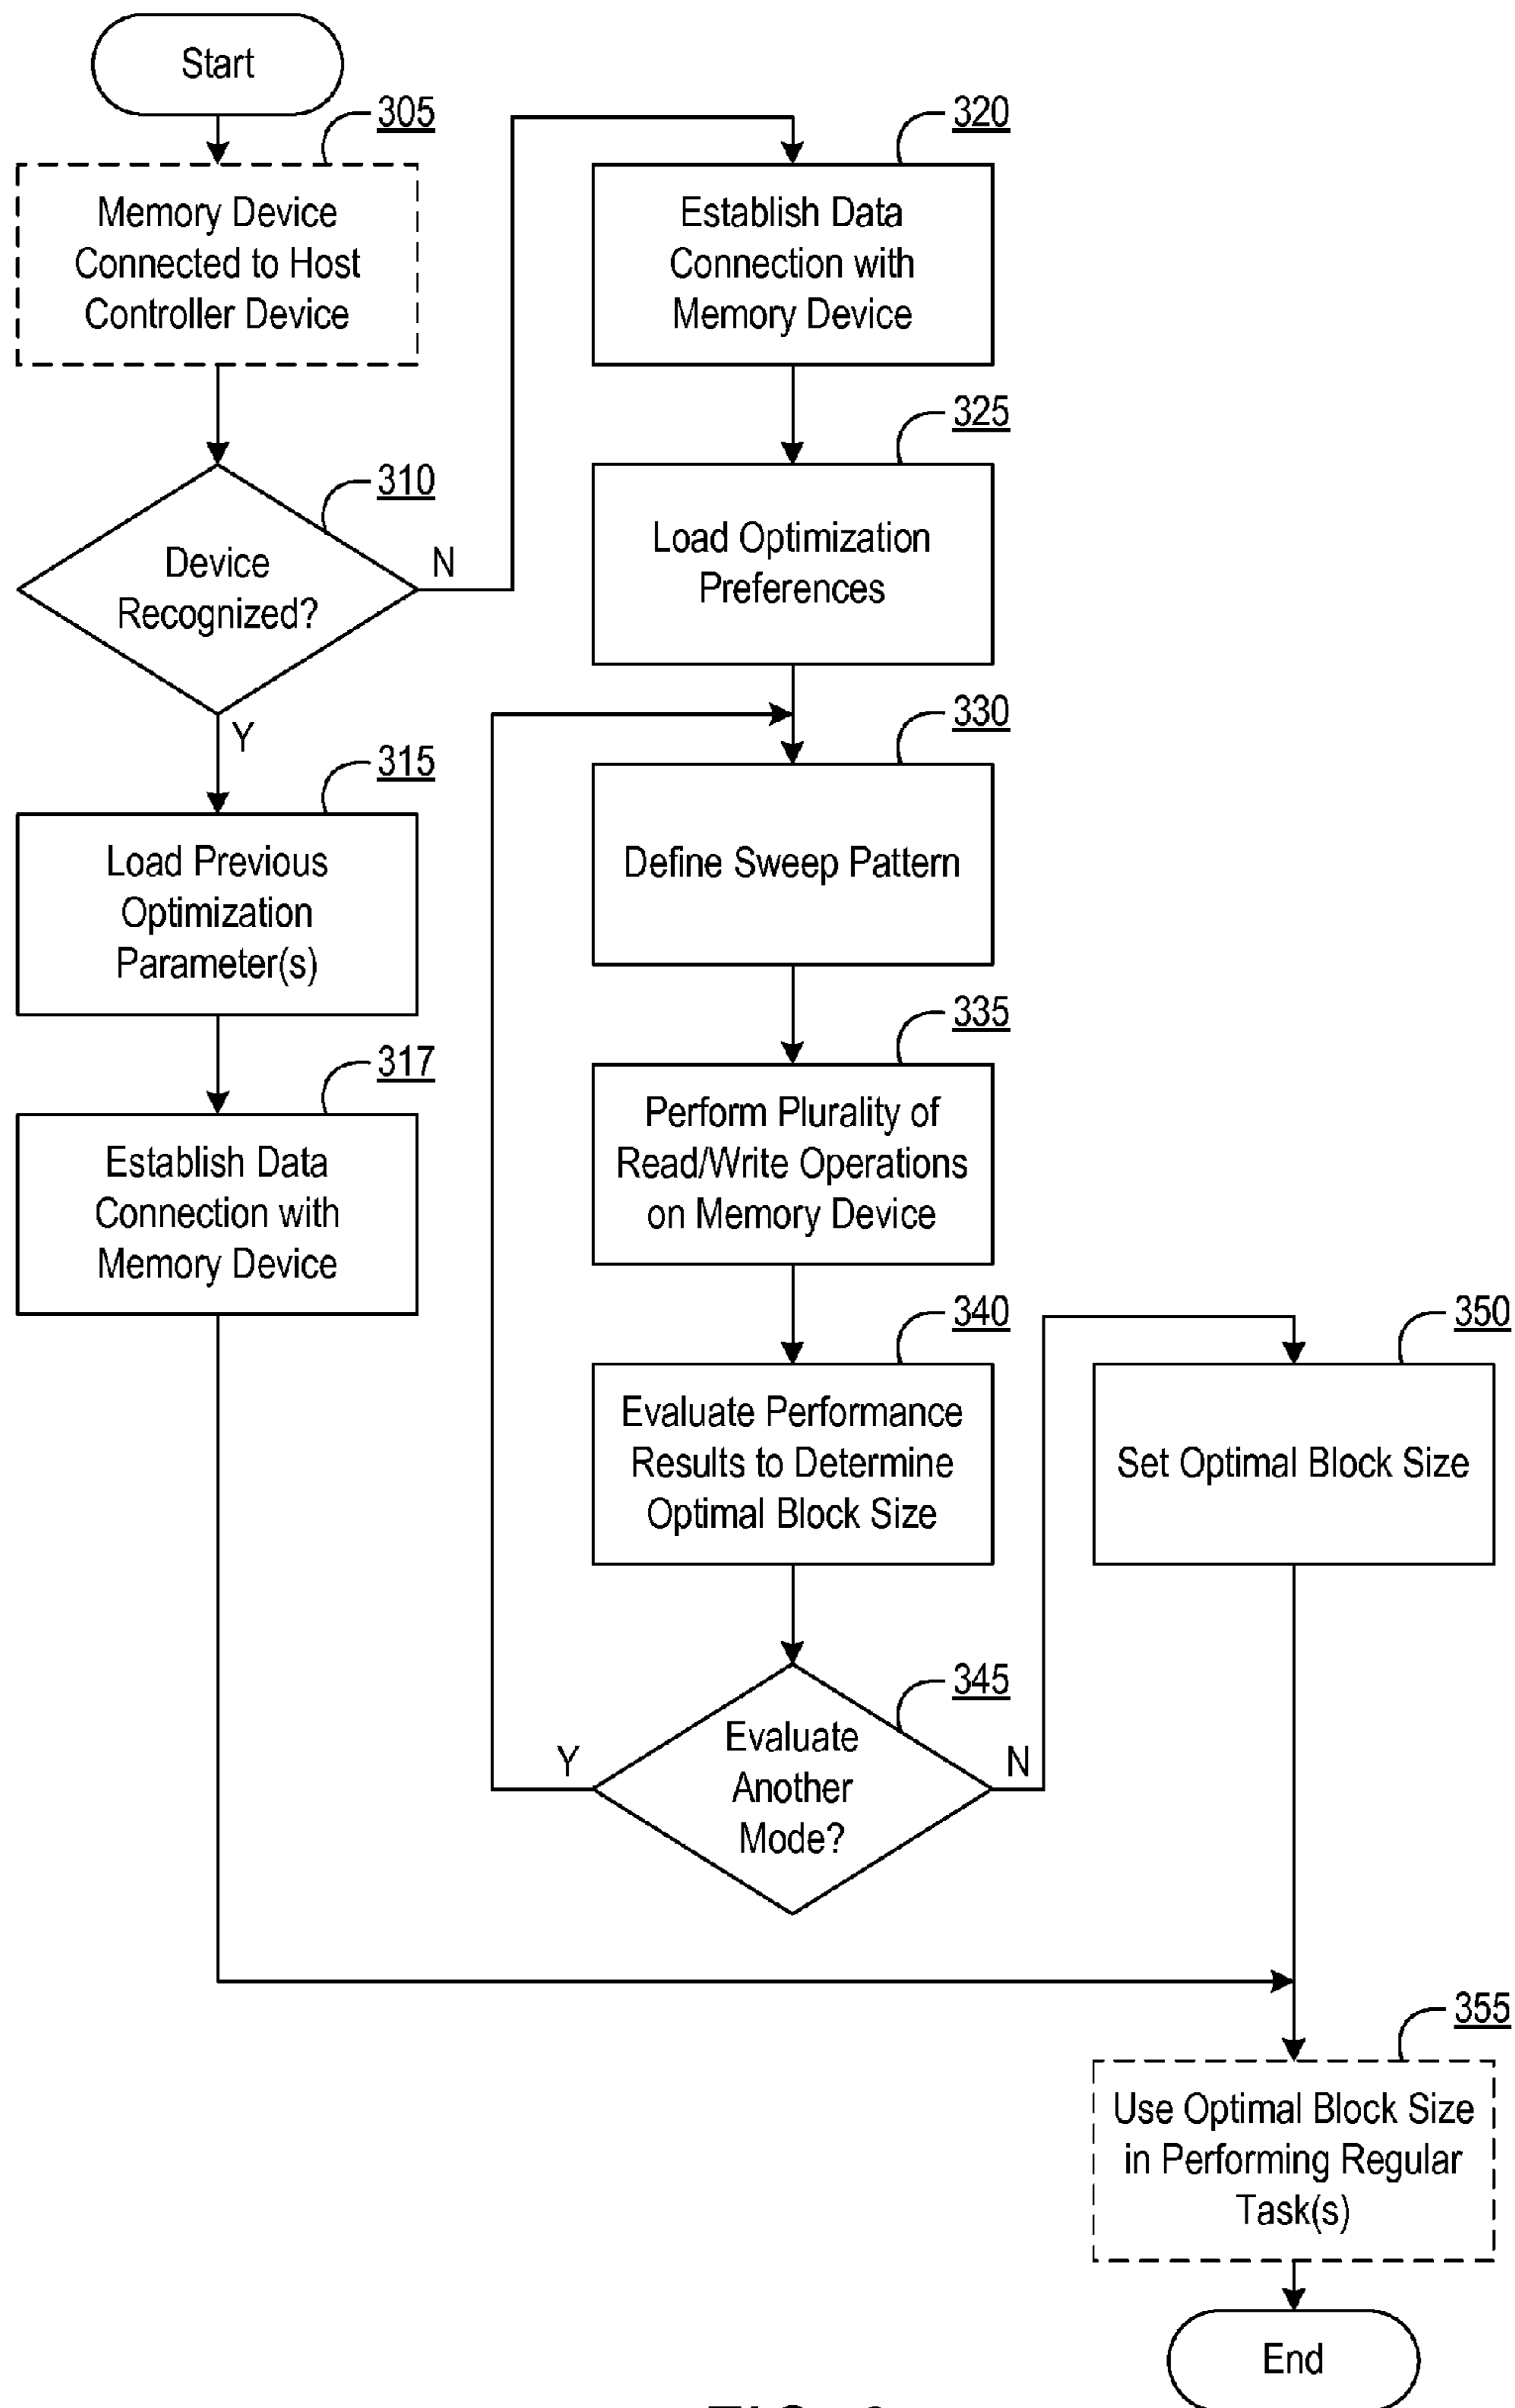 Start
305
Memory Device
Connected to Host
Controller Device
310
Device
Recognized?
N
Y
315
Load Previous
Optimization
Parameter(s)
317
Establish Data
Connection with
Memory Device
320
Establish Data
Connection with
Memory Device
325
Load Optimization
Preferences
330
Define Sweep Pattern
335
Perform Plurality of
Read/Write Operations
on Memory Device
340
Evaluate Performance
Results to Determine
Optimal Block Size
345
Evaluate
Another
Mode?
Y
N
350
Set Optimal Block Size
355
Use Optimal Block Size
in Performing Regular
Task(s)
End